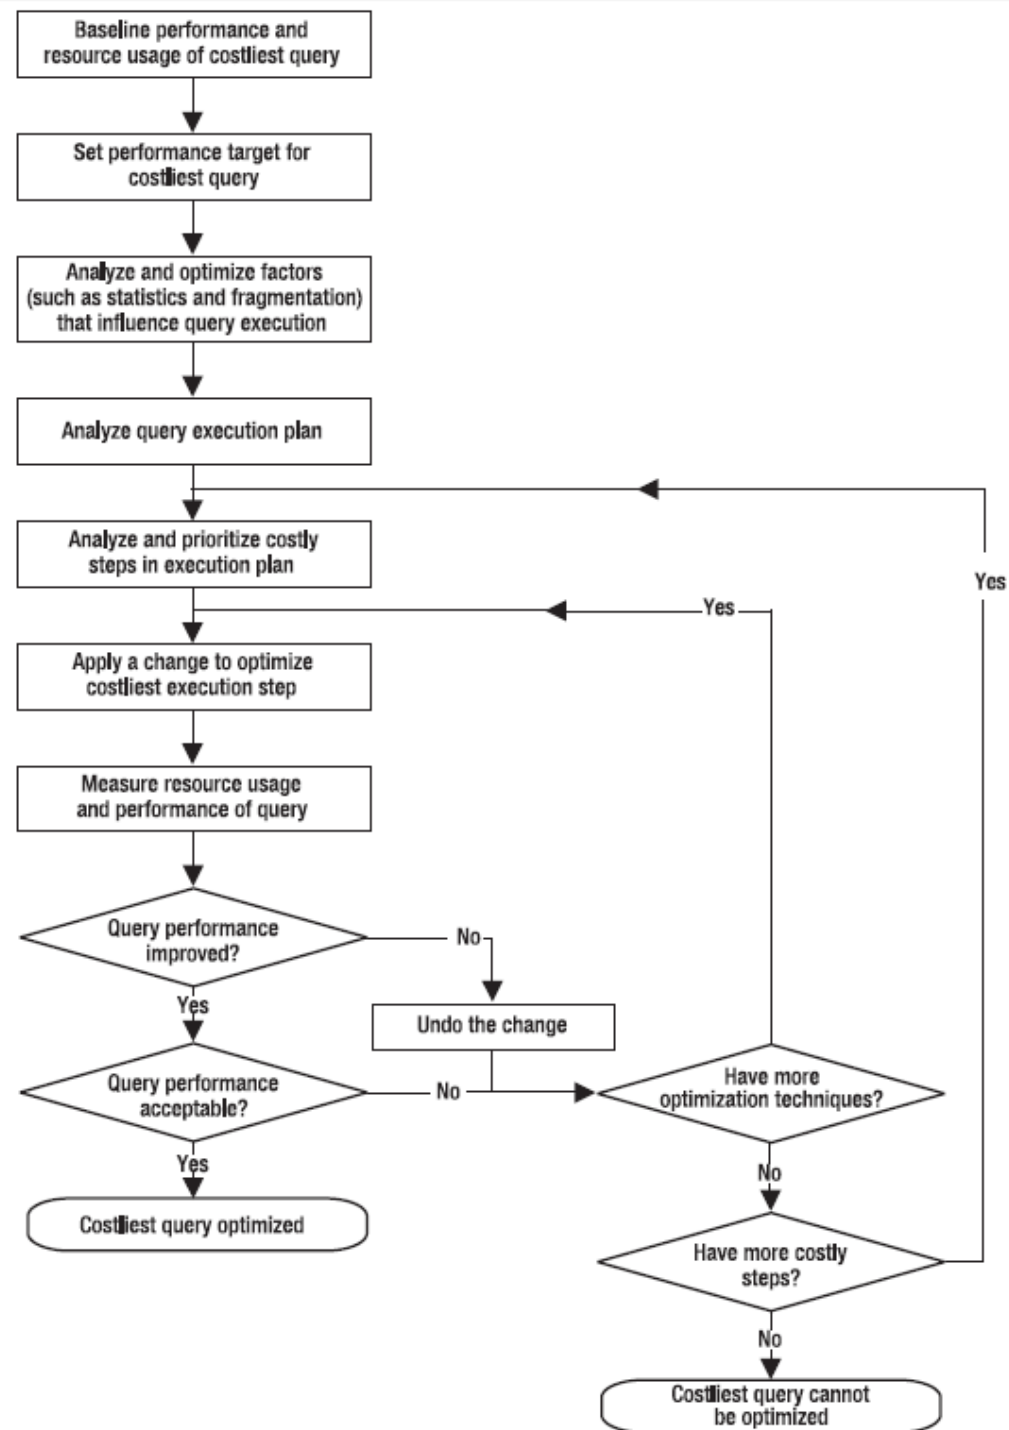 Baseline performance and
resource usage of costliest query
Set performance target for
costliest query
Analyze and optimize factors
(such as statistics and fragmentation)
that influence query execution
Analyze query execution plan
Analyze and prioritize costly
steps in execution plan
Yes
Yes
Apply a change to optimize
costliest execution step
Measure resource usage
and performance of query
Query performance
improved?
No
Yes
Undo the change
Query performance
acceptable?
No
Have more
optimization techniques?
Yes
No
Costliest query optimized
Have more costly
steps?
No
Costliest query cannot
be optimized